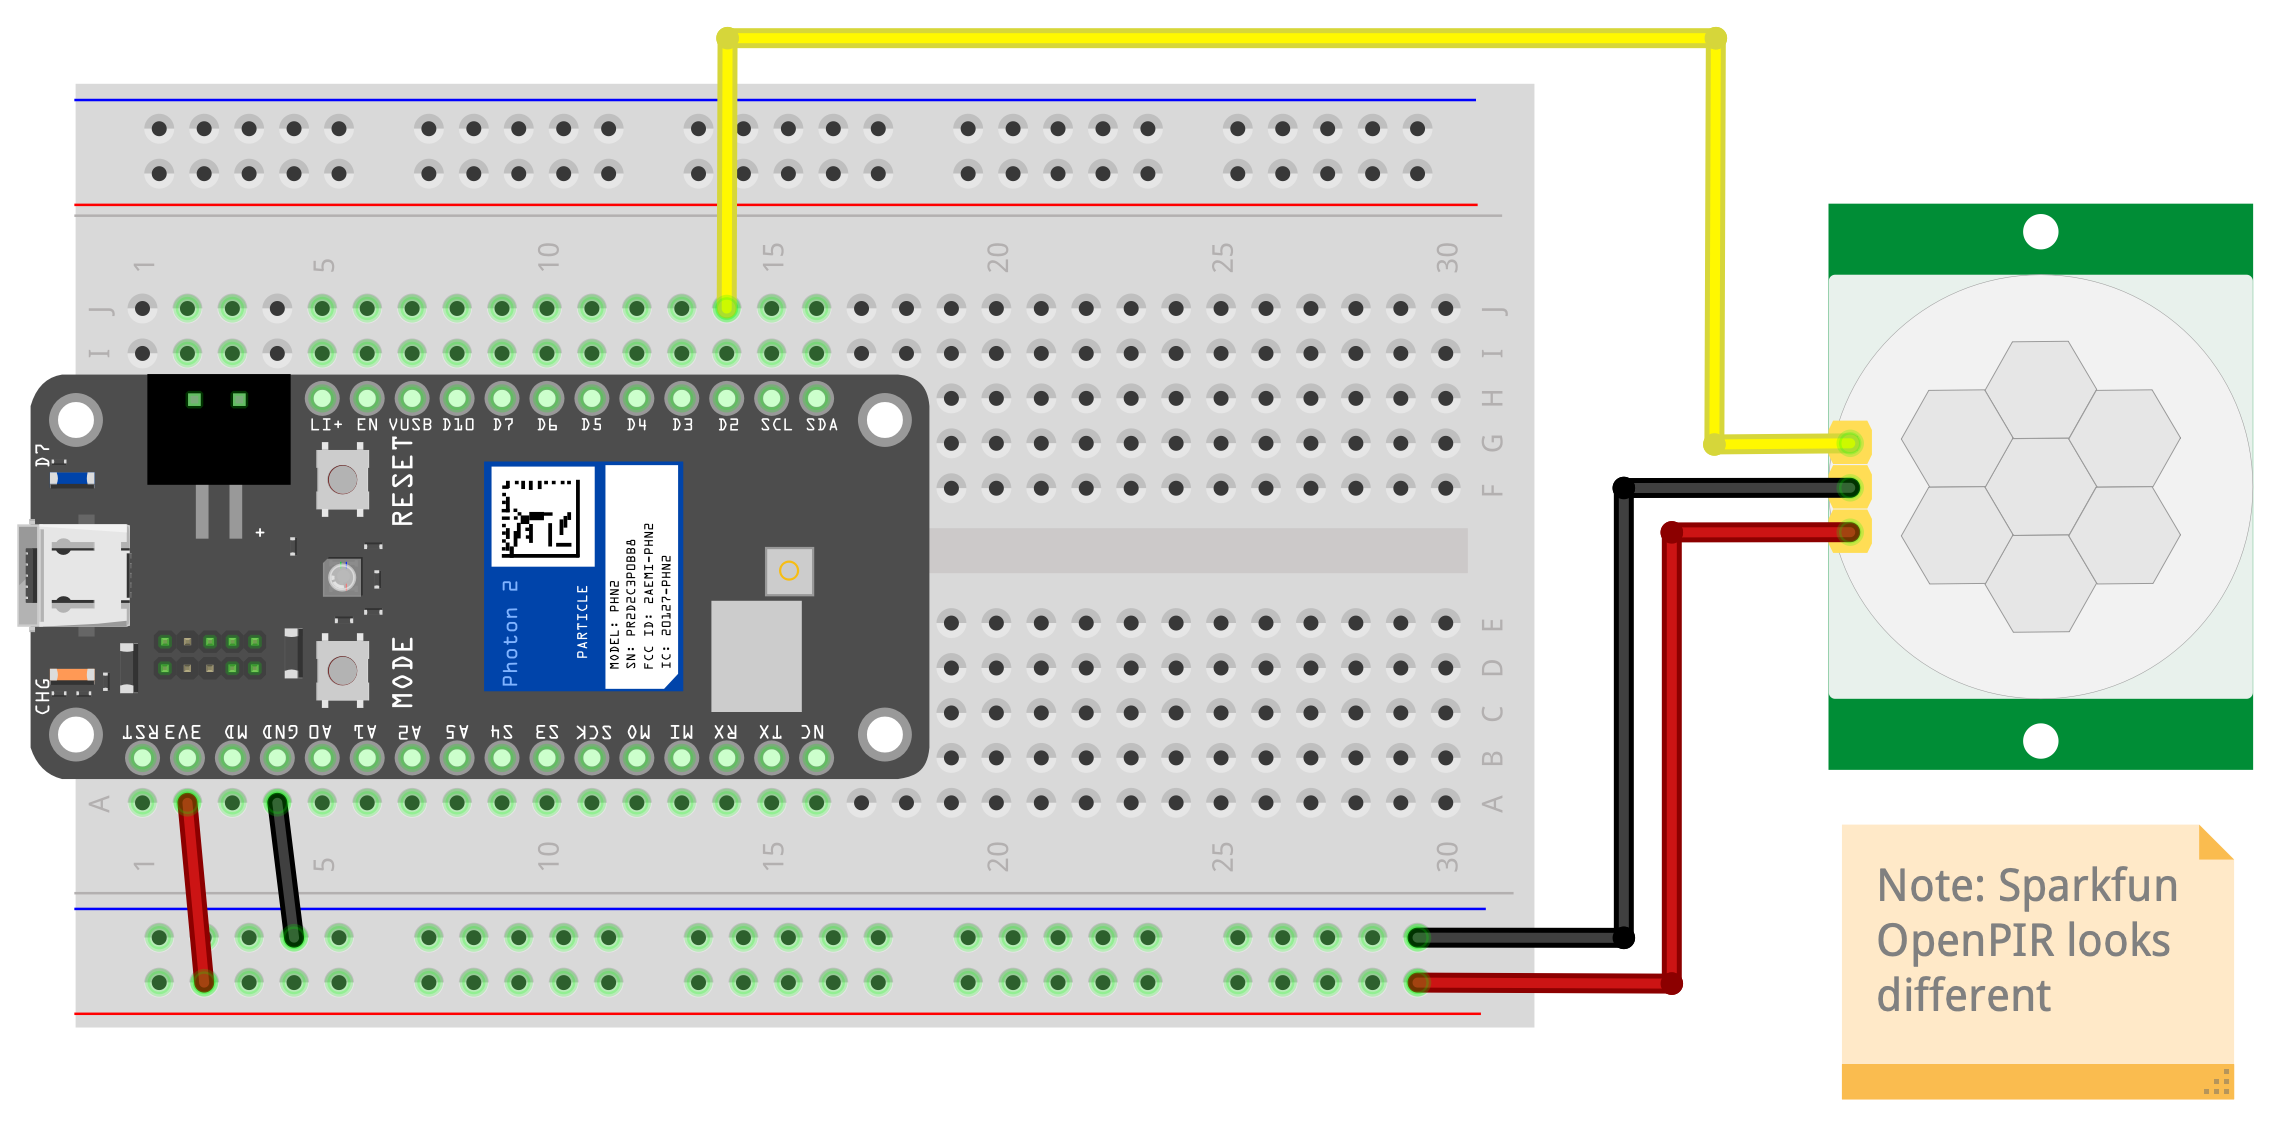 1 5 10 15 20 25 30
J J
I I
H
G
F
E
D
C
B
A A
1 5 10 15 20 25 30
LI+ EN VUSB D10 D7 D6 D5 D4 D3 D2 SCL SDA
D7
RESET
+
MODE
CHG
Photon 2
PARTICLE
MODEL: PHN2
FCC ID: 2AEMI-PHN2
IC: 20127-PHN2
RST 3V3 MD GND A0 A1 A2 A5 S4 S3 SCK MO MI RX TX NC
Note: Sparkfun
OpenPIR looks
different